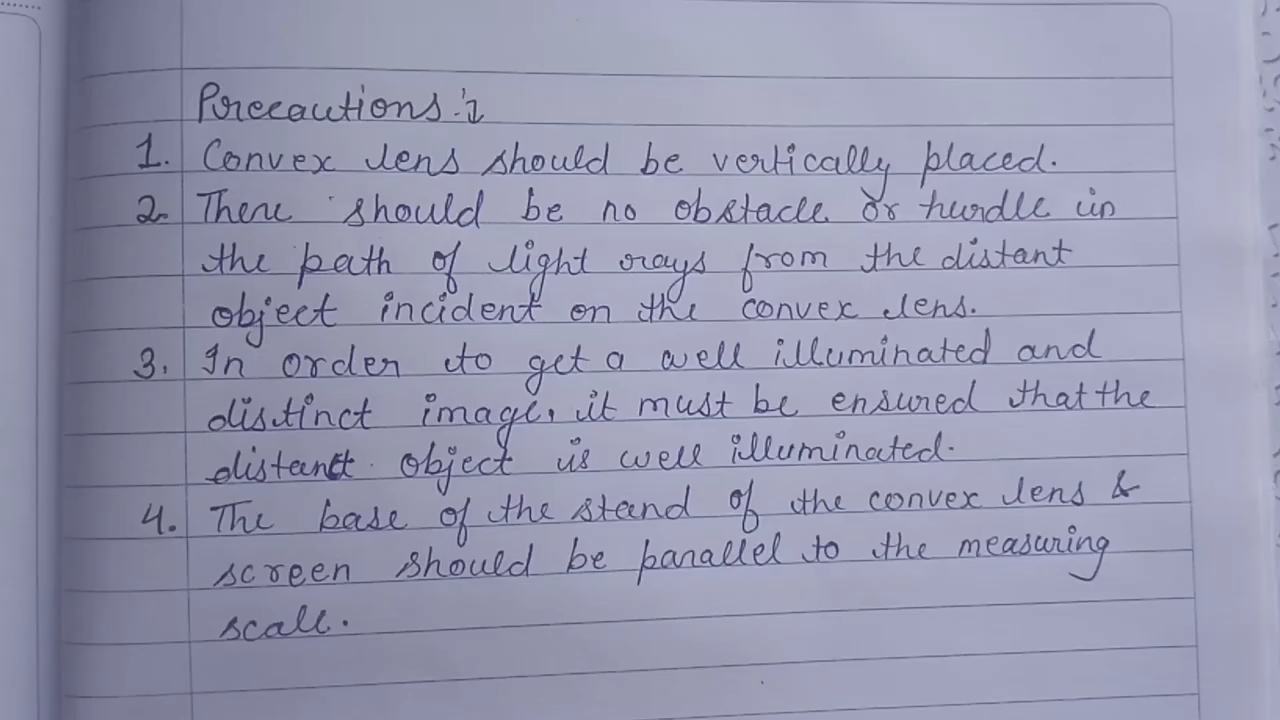 Precautions :-
1. Convex lens should be vertically placed.
2. There should be no obstacle or hurdle in
the path of light rays from the distant
object incident on the convex lens.
3. In order to get a well illuminated and
distinct image, it must be ensured that the
distant object is well illuminated.
4. The base of the stand of the convex lens &
screen should be parallel to the measuring
scale.